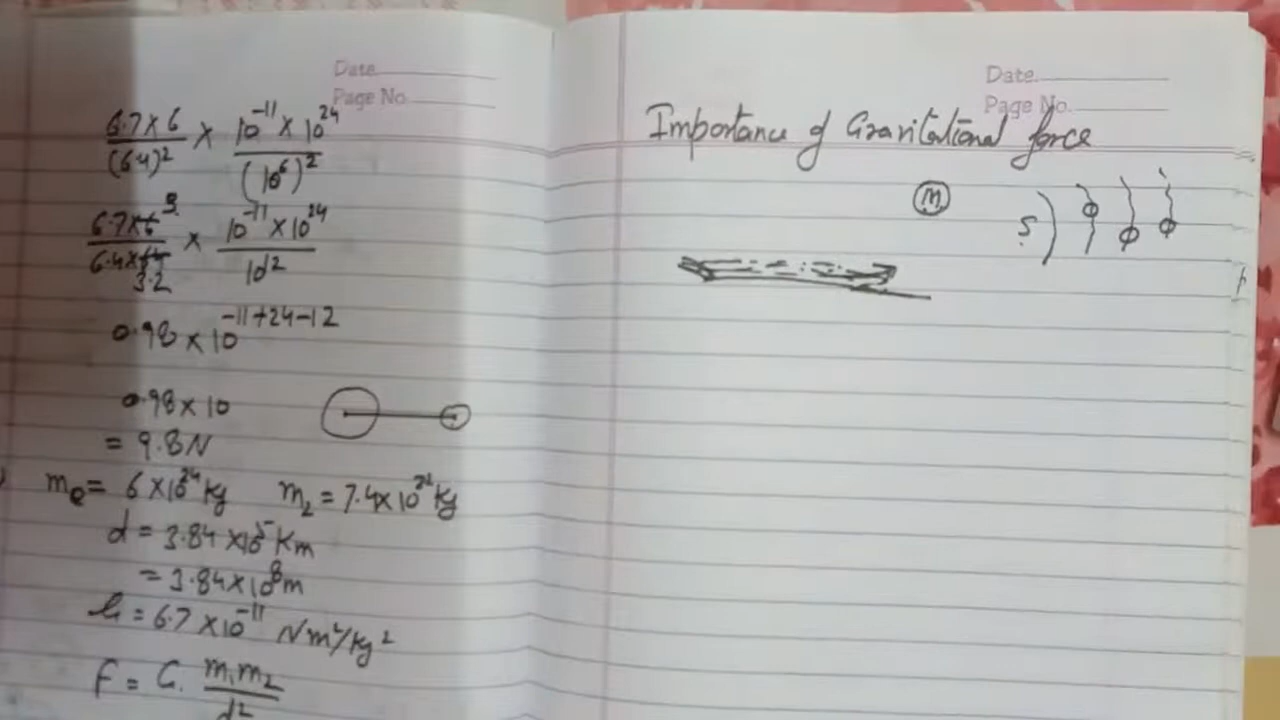 Date
Page No.
6.7 × 6 / (6.4)² × 10⁻¹¹ × 10²⁴ / (10⁶)²
6.7 × 6 3 / 6.4 × 6.4 3.2 × 10⁻¹¹ × 10²⁴ / 10¹²
0.98 × 10⁻¹¹⁺²⁴⁻¹²
0.98 × 10
= 9.8 N
mₑ = 6 × 10²⁴ kg m₂ = 7.4 × 10²² kg
d = 3.84 × 10⁵ Km
= 3.84 × 10⁸ m
G = 6.7 × 10⁻¹¹ Nm²/kg²
F = G. m₁m₂ / d²
Date
Page No.
Importance of Gravitational force
m
S